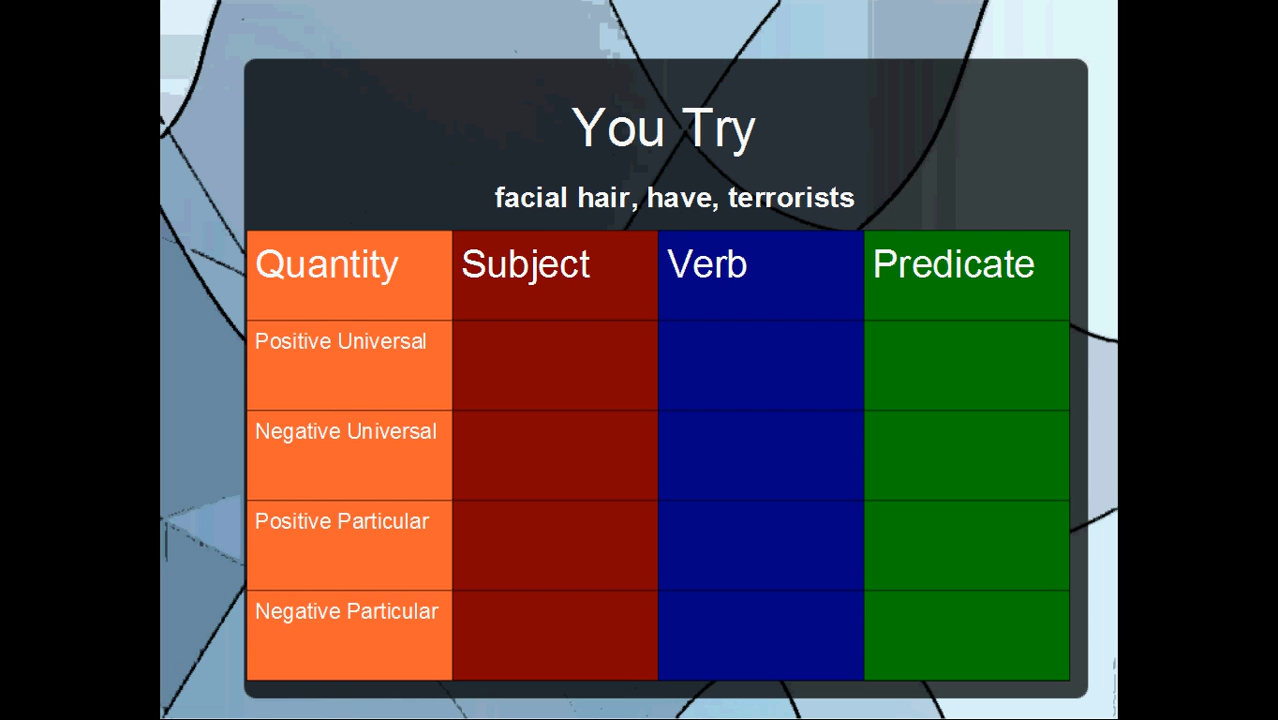 You Try
facial hair, have, terrorists
Quantity Subject Verb Predicate
Positive Universal
Negative Universal
Positive Particular
Negative Particular